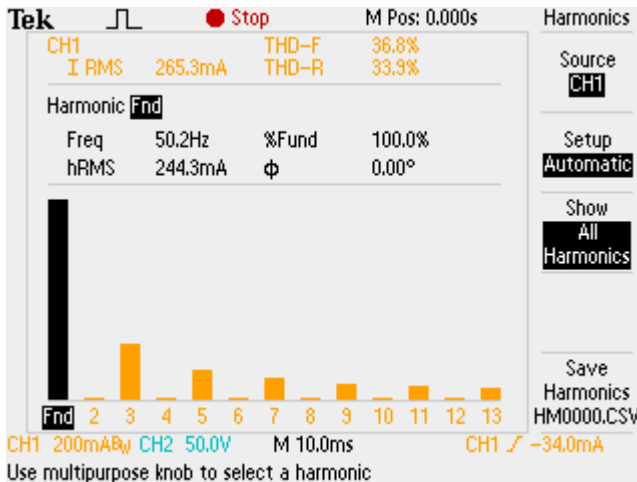 Tek Stop M Pos: 0.000s Harmonics
CH1 THD-F 36.8%
I RMS 265.3mA THD-R 33.9%
Source
CH1
Harmonic Fnd
Freq 50.2Hz %Fund 100.0%
hRMS 244.3mA ϕ 0.00°
Setup
Automatic
Show
All
Harmonics
Save
Harmonics
HM0000.CSV
Fnd 2 3 4 5 6 7 8 9 10 11 12 13
CH1 200mABW CH2 50.0V M 10.0ms CH1 -34.0mA
Use multipurpose knob to select a harmonic